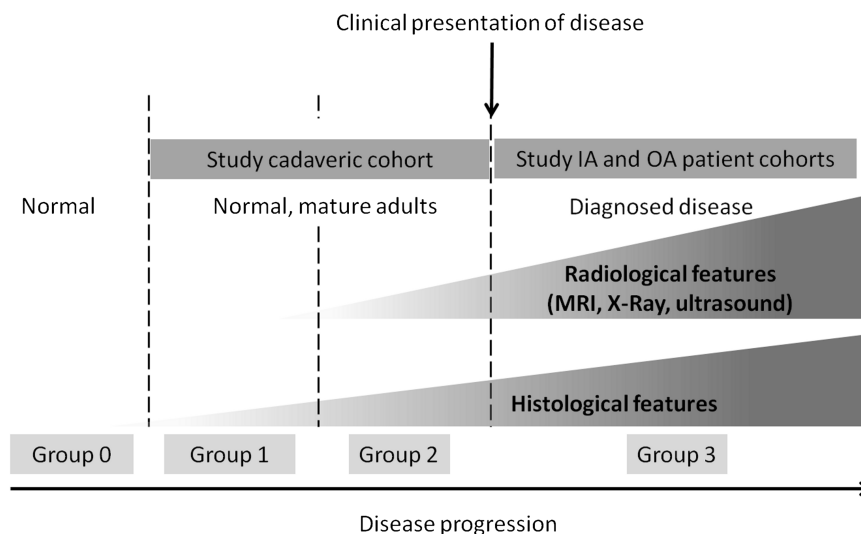 Clinical presentation of disease
Study cadaveric cohort
Study IA and OA patient cohorts
Normal
Normal, mature adults
Diagnosed disease
Radiological features
(MRI, X-Ray, ultrasound)
Histological features
Group 0
Group 1
Group 2
Group 3
Disease progression